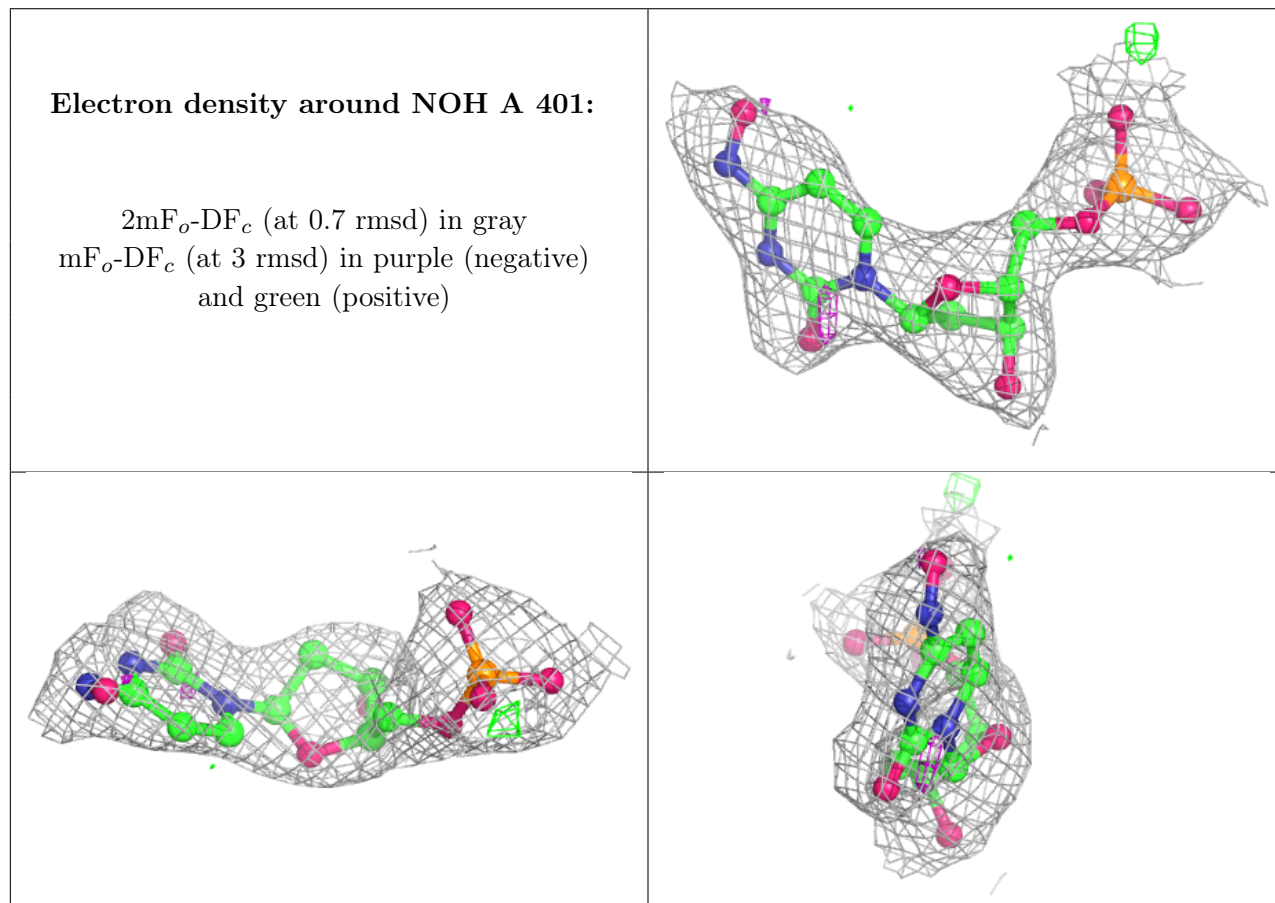 Electron density around NOH A 401:
2mFₒ-DF𝒸 (at 0.7 rmsd) in gray
mFₒ-DF𝒸 (at 3 rmsd) in purple (negative)
and green (positive)